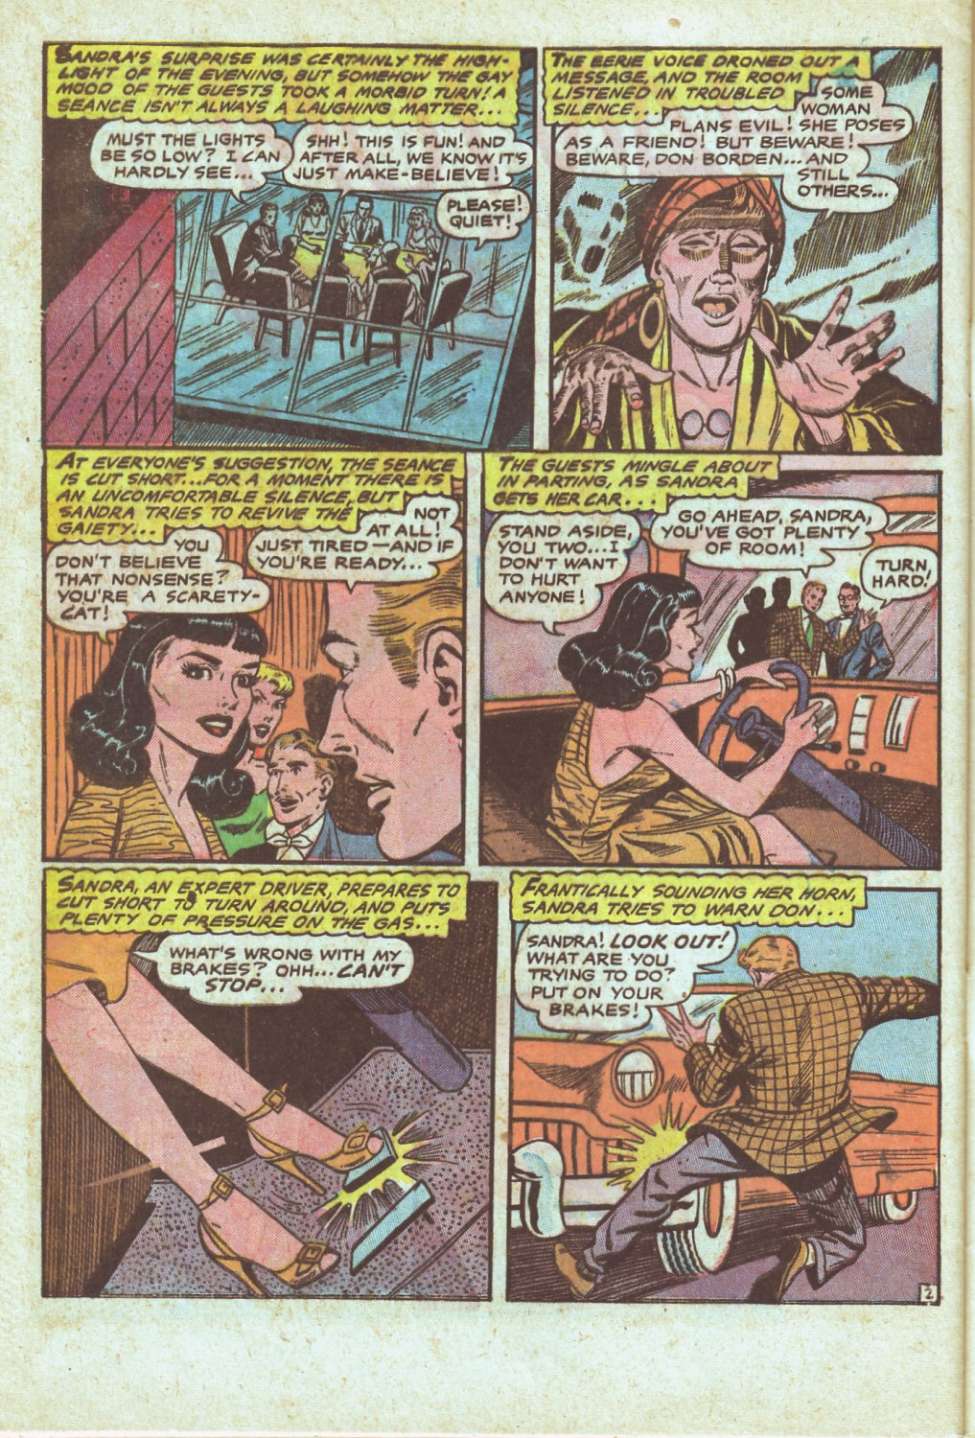 SANDRA'S SURPRISE WAS CERTAINLY THE HIGH-
LIGHT OF THE EVENING, BUT SOMEHOW THE GAY
MOOD OF THE GUESTS TOOK A MORBID TURN! A
SEANCE ISN'T ALWAYS A LAUGHING MATTER...
MUST THE LIGHTS
BE SO LOW? I CAN
HARDLY SEE...
SHH! THIS IS FUN! AND
AFTER ALL, WE KNOW IT'S
JUST MAKE-BELIEVE!
PLEASE!
QUIET!
THE EERIE VOICE DRONED OUT A
MESSAGE, AND THE ROOM
LISTENED IN TROUBLED
SILENCE...
SOME
WOMAN
PLANS EVIL! SHE POSES
AS A FRIEND! BUT BEWARE!
BEWARE, DON BORDEN...AND
STILL
OTHERS...
AT EVERYONE'S SUGGESTION, THE SEANCE
IS CUT SHORT...FOR A MOMENT THERE IS
AN UNCOMFORTABLE SILENCE, BUT
SANDRA TRIES TO REVIVE THE
GAIETY...
YOU
DON'T BELIEVE
THAT NONSENSE?
YOU'RE A SCARETY-
CAT!
NOT
AT ALL!
JUST TIRED—AND IF
YOU'RE READY...
THE GUESTS MINGLE ABOUT
IN PARTING, AS SANDRA
GETS HER CAR...
STAND ASIDE,
YOU TWO...I
DON'T WANT
TO HURT
ANYONE!
GO AHEAD, SANDRA,
YOU'VE GOT PLENTY
OF ROOM!
TURN,
HARD!
SANDRA, AN EXPERT DRIVER, PREPARES TO
CUT SHORT TO TURN AROUND, AND PUTS
PLENTY OF PRESSURE ON THE GAS...
WHAT'S WRONG WITH MY
BRAKES? OHH...CAN'T
STOP...
FRANTICALLY SOUNDING HER HORN,
SANDRA TRIES TO WARN DON...
SANDRA! LOOK OUT!
WHAT ARE YOU
TRYING TO DO?
PUT ON YOUR
BRAKES!
2